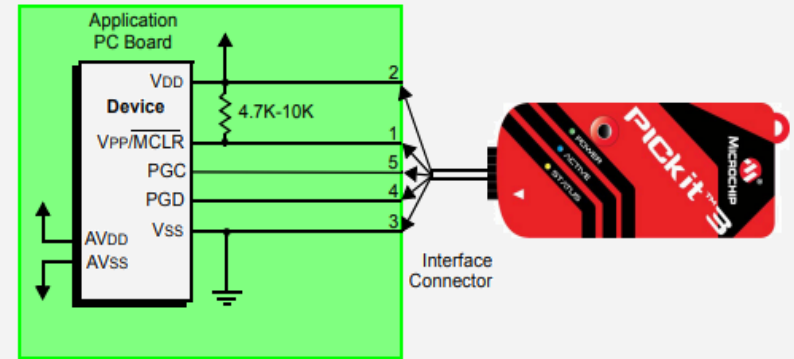 Application
PC Board
Device
VDD
VPP/MCLR
PGC
PGD
VSS
AVDD
AVSS
4.7K-10K
2
1
5
4
3
Interface
Connector
POWER
ACTIVE
STATUS
PICkit™ 3
MICROCHIP